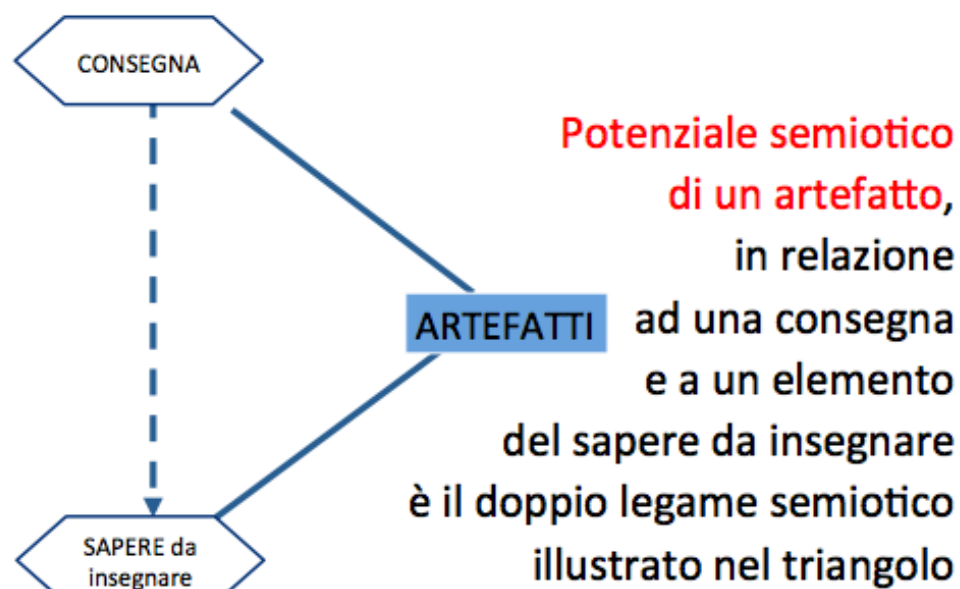 CONSEGNA
Potenziale semiotico
di un artefatto,
in relazione
ARTEFATTI
ad una consegna
e a un elemento
del sapere da insegnare
è il doppio legame semiotico
illustrato nel triangolo
SAPERE da
insegnare